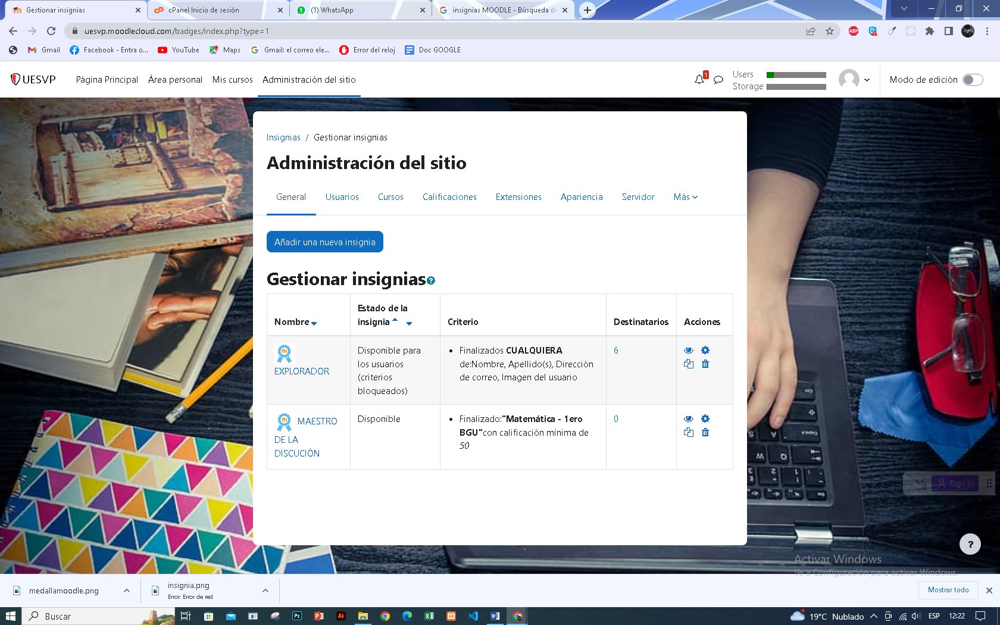 Gestionar insignias
cPanel Inicio de sesión
(1) WhatsApp
insignias MOODLE - Búsqueda de
uesvp.moodlecloud.com/badges/index.php?type=1
ABP
Gmail
Facebook - Entra o...
YouTube
Maps
Gmail: el correo ele...
Error del reloj
Doc GOOGLE
UESVP
Página Principal
Área personal
Mis cursos
Administración del sitio
1
Users
Storage
Modo de edición
Insignias / Gestionar insignias
Administración del sitio
General
Usuarios
Cursos
Calificaciones
Extensiones
Apariencia
Servidor
Más
Añadir una nueva insignia
Gestionar insignias
Nombre
Estado de la
insignia
Criterio
Destinatarios
Acciones
EXPLORADOR
Disponible para
los usuarios
(criterios
bloqueados)
Finalizados CUALQUIERA
de:Nombre, Apellido(s), Dirección
de correo, Imagen del usuario
6
MAESTRO
DE LA
DISCUCIÓN
Disponible
Finalizado:"Matemática - 1ero
BGU"con calificación mínima de
50
0
Sign in
?
Activar Windows
Ve a Configuración para activar Windows.
medallamoodle.png
insignia.png
Error: Error de red
Mostrar todo
Buscar
19°C Nublado
ESP
12:22